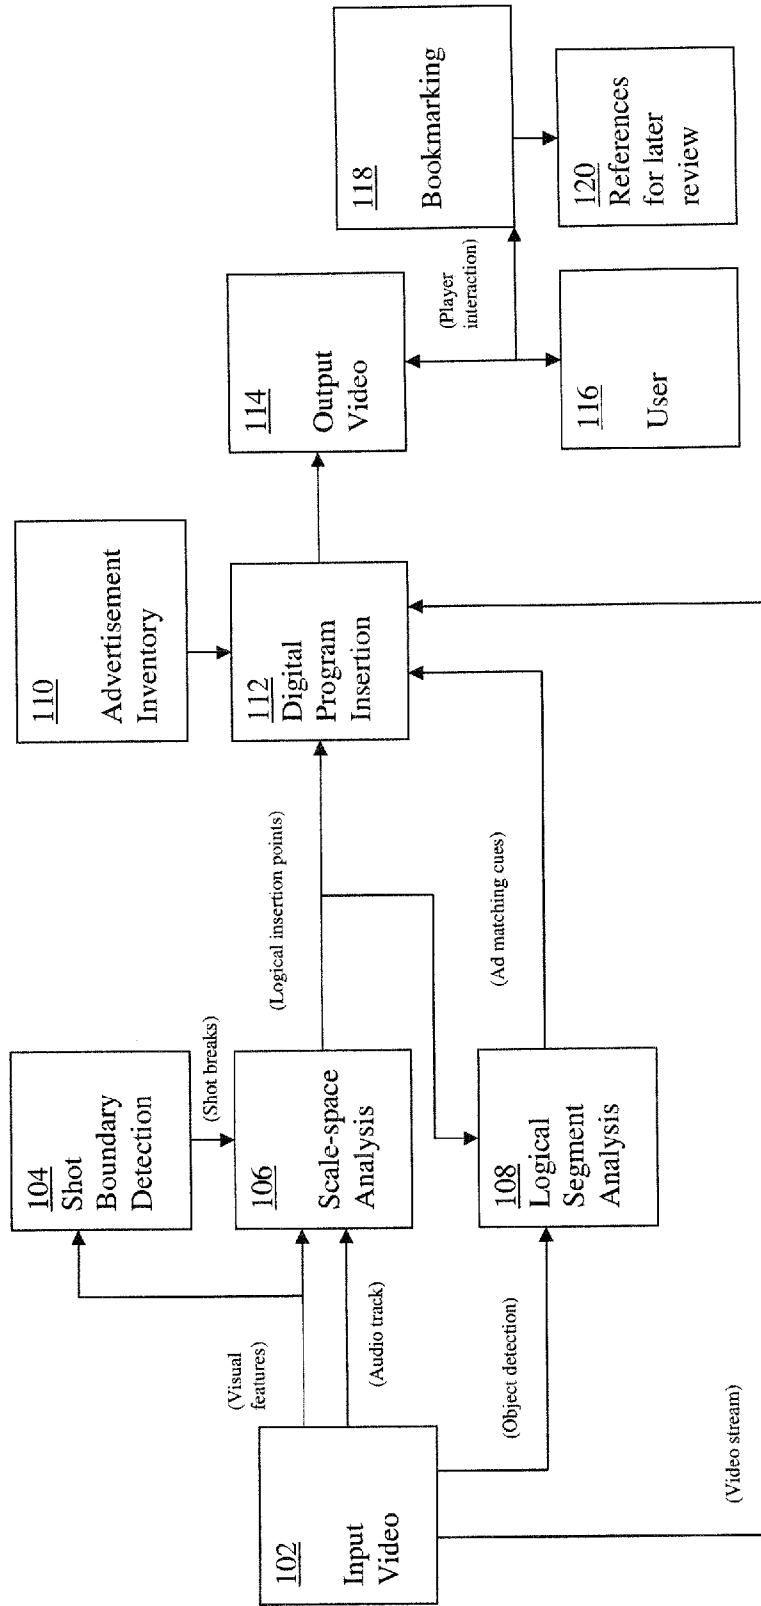 102
Input
Video
(Visual
features)
(Audio track)
(Object detection)
(Video stream)
104
Shot
Boundary
Detection
(Shot breaks)
106
Scale-space
Analysis
108
Logical
Segment
Analysis
(Logical insertion points)
(Ad matching cues)
110
Advertisement
Inventory
112
Digital
Program
Insertion
114
Output
Video
116
User
(Player
interaction)
118
Bookmarking
120
References
for later
review